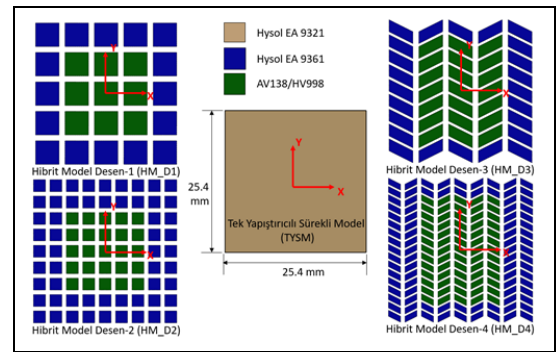 Hysol EA 9321
Hysol EA 9361
AV138/HV998
Y
X
Hibrit Model Desen-1 (HM_D1)
Y
X
Hibrit Model Desen-2 (HM_D2)
25.4
mm
Y
X
Tek Yapıştırıcılı Sürekli Model
(TYSM)
25.4 mm
Y
X
Hibrit Model Desen-3 (HM_D3)
Y
X
Hibrit Model Desen-4 (HM_D4)